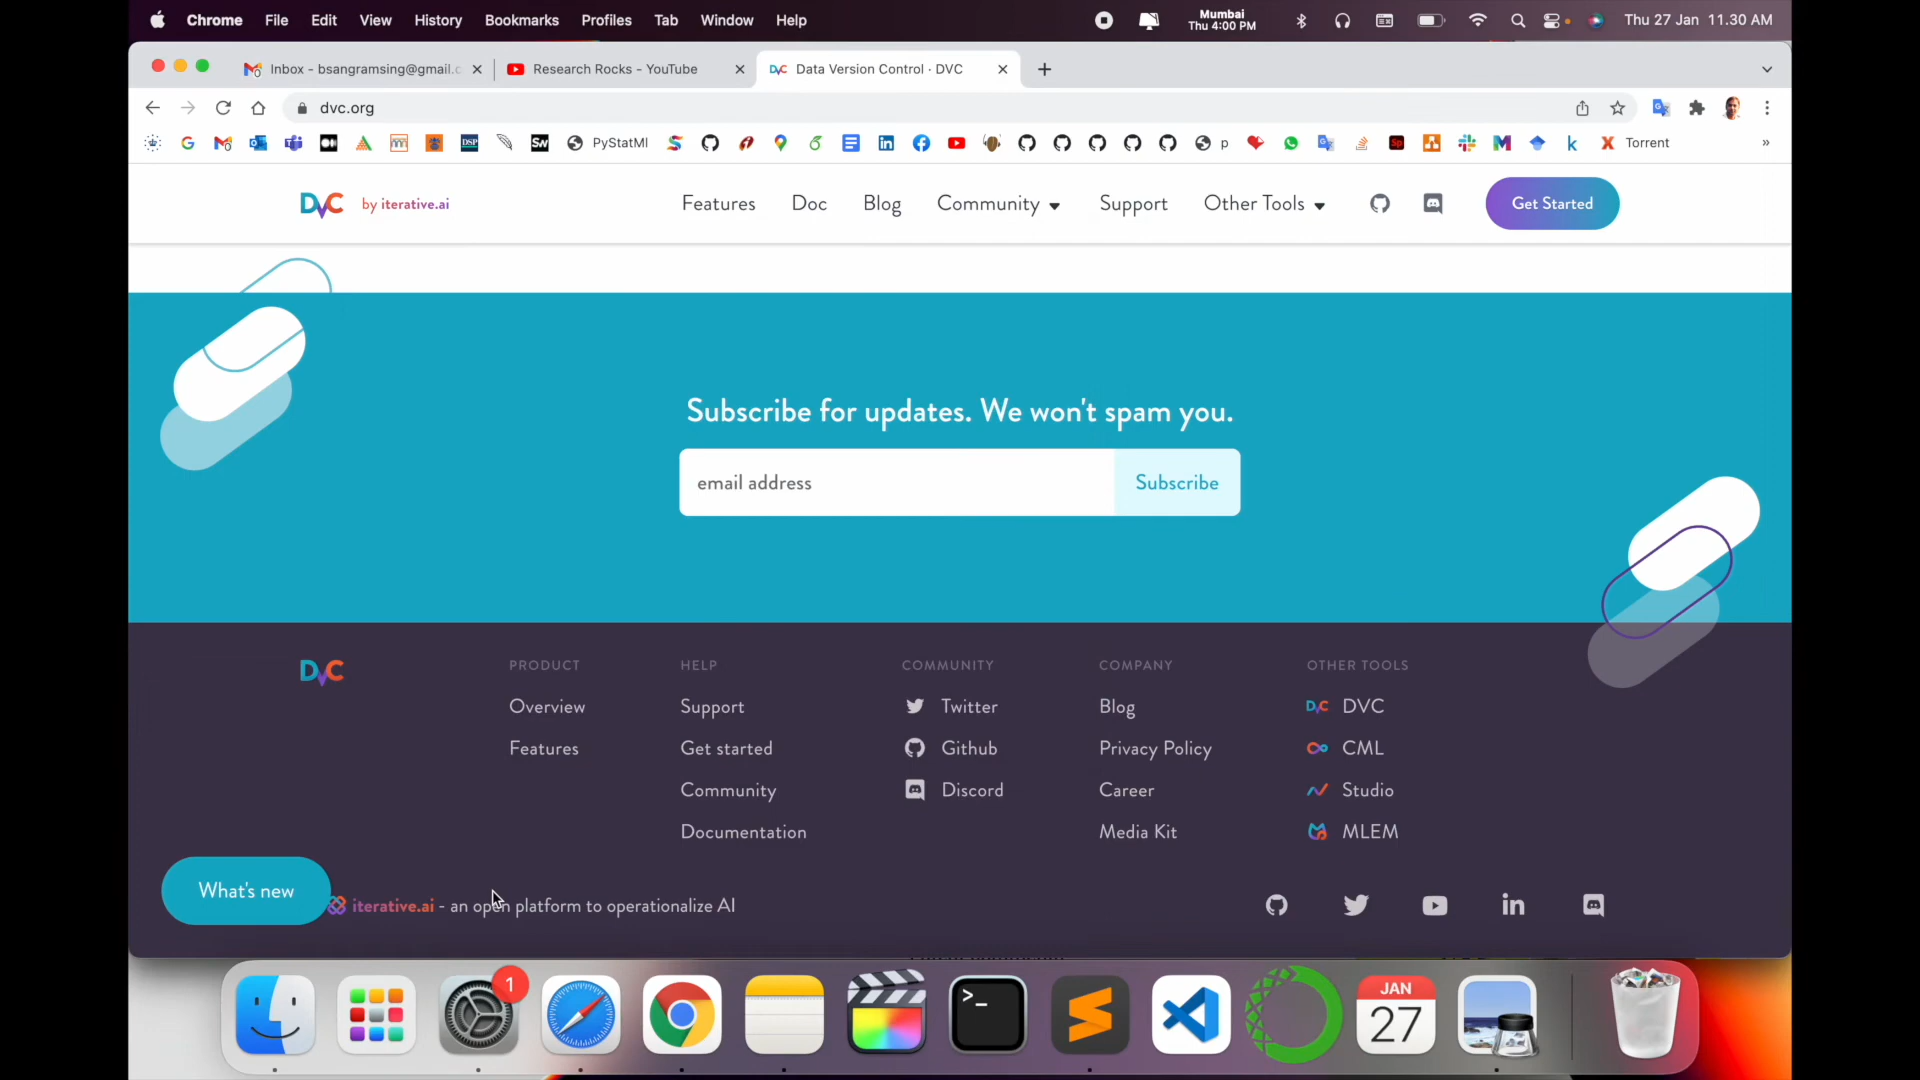 Chrome File Edit View History Bookmarks Profiles Tab Window Help Mumbai Thu 27 Jan 11.30 AM
Thu 4:00 PM
Inbox - bsangramsing@gmail.c Research Rocks - YouTube Data Version Control · DVC
dvc.org
DSP SW PyStatMl Sp p k Torrent
DVC by iterative.ai Features Doc Blog Community Support Other Tools Get Started
Subscribe for updates. We won't spam you.
email address Subscribe
DVC PRODUCT HELP COMMUNITY COMPANY OTHER TOOLS
Overview Support Twitter Blog DVC
Features Get started Github Privacy Policy CML
Community Discord Career Studio
Documentation Media Kit MLEM
What's new
iterative.ai - an open platform to operationalize AI
1
JAN
27